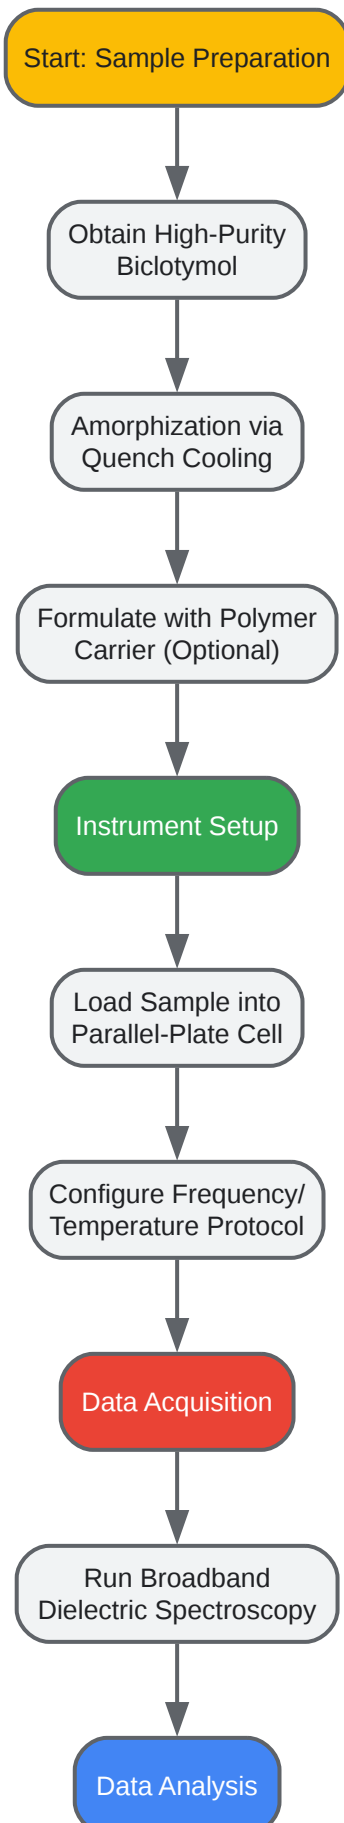 Start: Sample Preparation
Obtain High-Purity
Biclotymol
Amorphization via
Quench Cooling
Formulate with Polymer
Carrier (Optional)
Instrument Setup
Load Sample into
Parallel-Plate Cell
Configure Frequency/
Temperature Protocol
Data Acquisition
Run Broadband
Dielectric Spectroscopy
Data Analysis